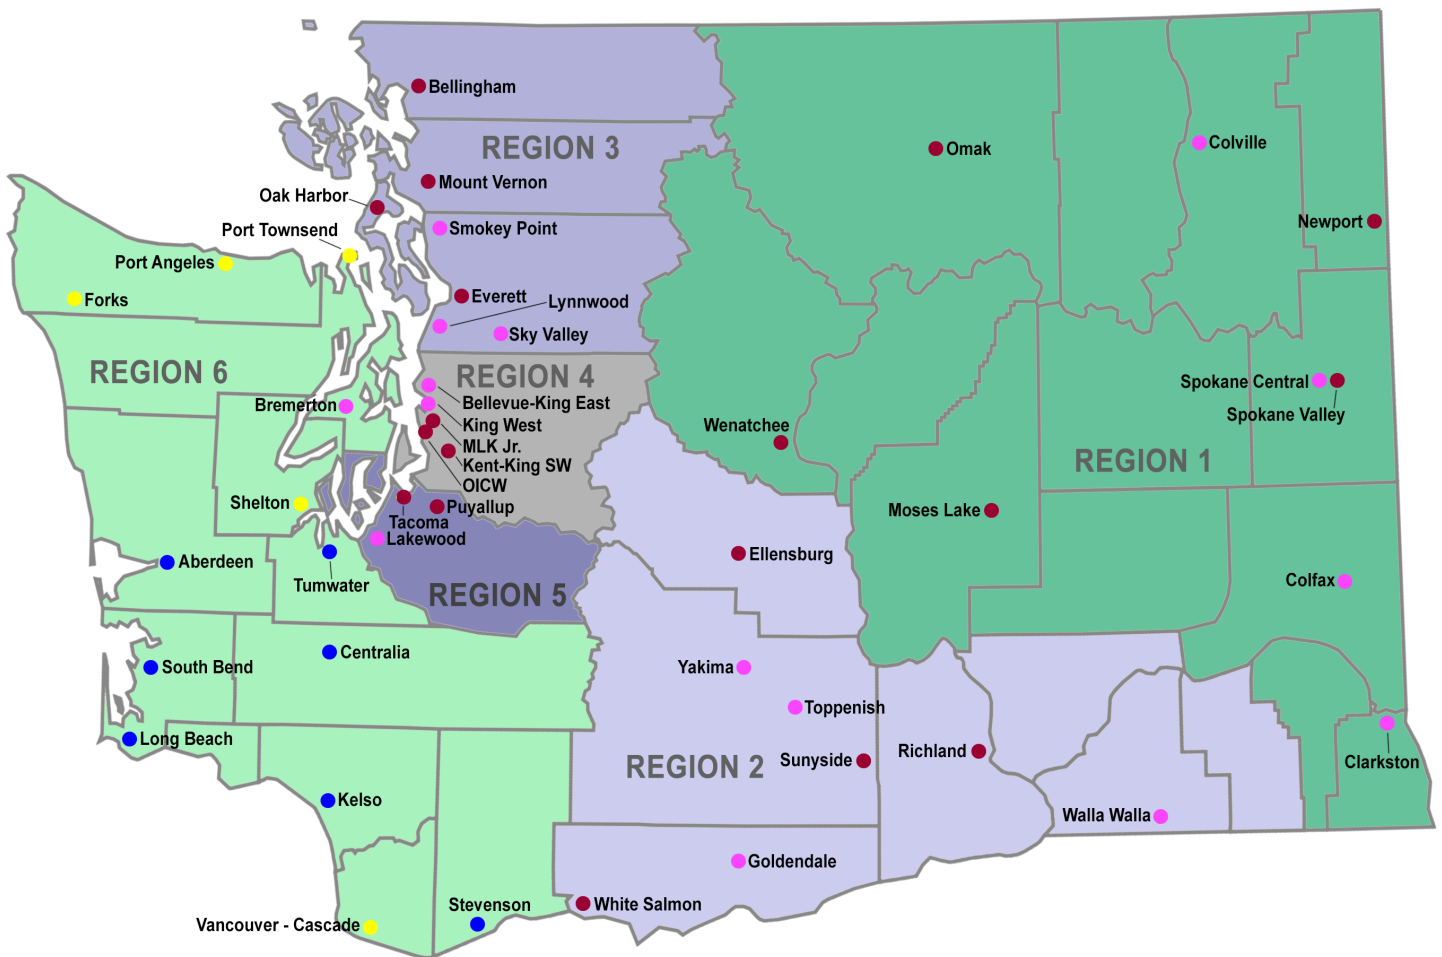 Bellingham
REGION 3
Omak
Colville
Mount Vernon
Oak Harbor
Port Townsend
Smokey Point
Newport
Port Angeles
Forks
Everett
Lynnwood
Sky Valley
REGION 6
REGION 4
Bremerton
Bellevue-King East
King West
MLK Jr.
Kent-King SW
OICW
Spokane Central
Spokane Valley
Wenatchee
REGION 1
Shelton
Puyallup
Tacoma
Lakewood
Moses Lake
Aberdeen
Tumwater
Ellensburg
REGION 5
Colfax
South Bend
Centralia
Yakima
Toppenish
Long Beach
REGION 2
Sunyside
Richland
Clarkston
Kelso
Walla Walla
Goldendale
Stevenson
White Salmon
Vancouver - Cascade